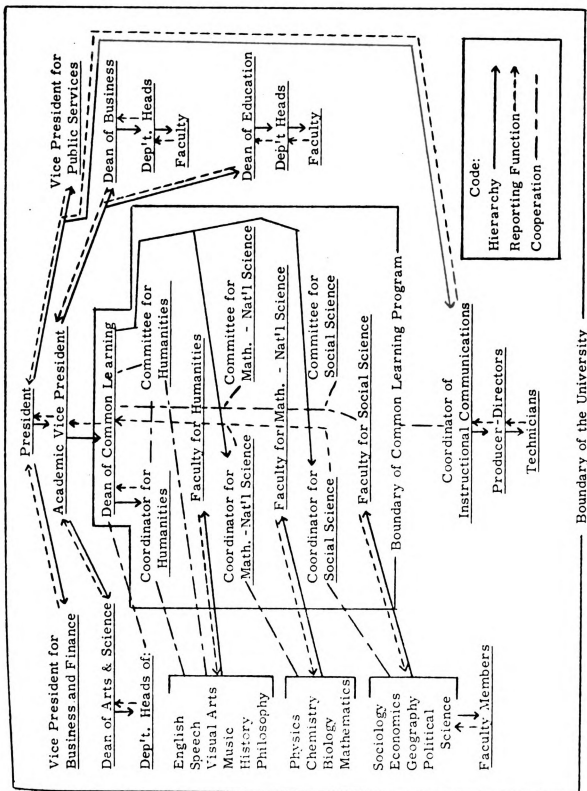 President
Vice President for
Business and Finance
Academic Vice President
Vice President for
Public Services
Dean of Arts & Science
Dean of Common Learning
Dean of Business
Dep't. Heads of:
Dep't. Heads
Faculty
English
Speech
Visual Arts
Music
History
Philosophy
Coordinator for
Humanities
Committee for
Humanities
Faculty for Humanities
Dean of Education
Dep't Heads
Faculty
Coordinator for
Math. - Nat'l Science
Committee for
Math. - Nat'l Science
Physics
Chemistry
Biology
Mathematics
Faculty for Math. - Nat'l Science
Coordinator for
Social Science
Committee for
Social Science
Sociology
Economics
Geography
Political
Science
Faculty for Social Science
Faculty Members
Boundary of Common Learning Program
Coordinator of
Instructional Communications
Producer-Directors
Technicians
Code:
Hierarchy
Reporting Function
Cooperation
Boundary of the University